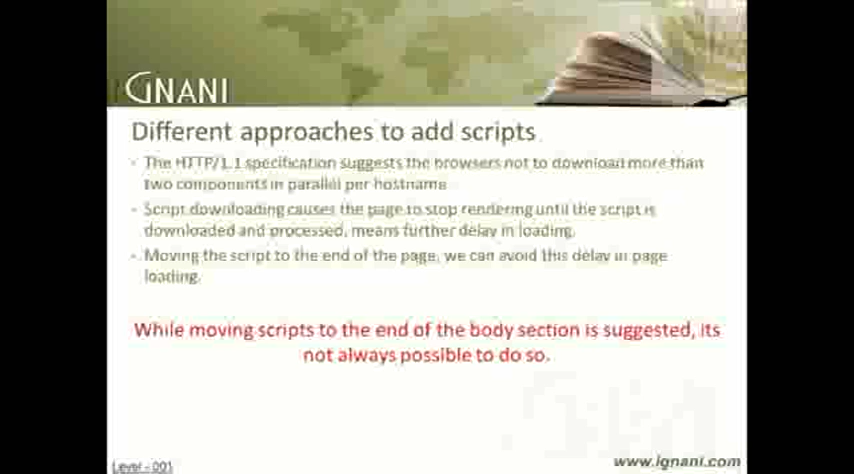 IGNANI
Different approaches to add scripts
- The HTTP/1.1 specification suggests the browsers not to download more than
two components in parallel per hostname
- Script downloading causes the page to stop rendering until the script is
downloaded and processed, means further delay in loading.
- Moving the script to the end of the page, we can avoid this delay in page
loading.
While moving scripts to the end of the body section is suggested, its
not always possible to do so.
Level - 001
www.ignani.com